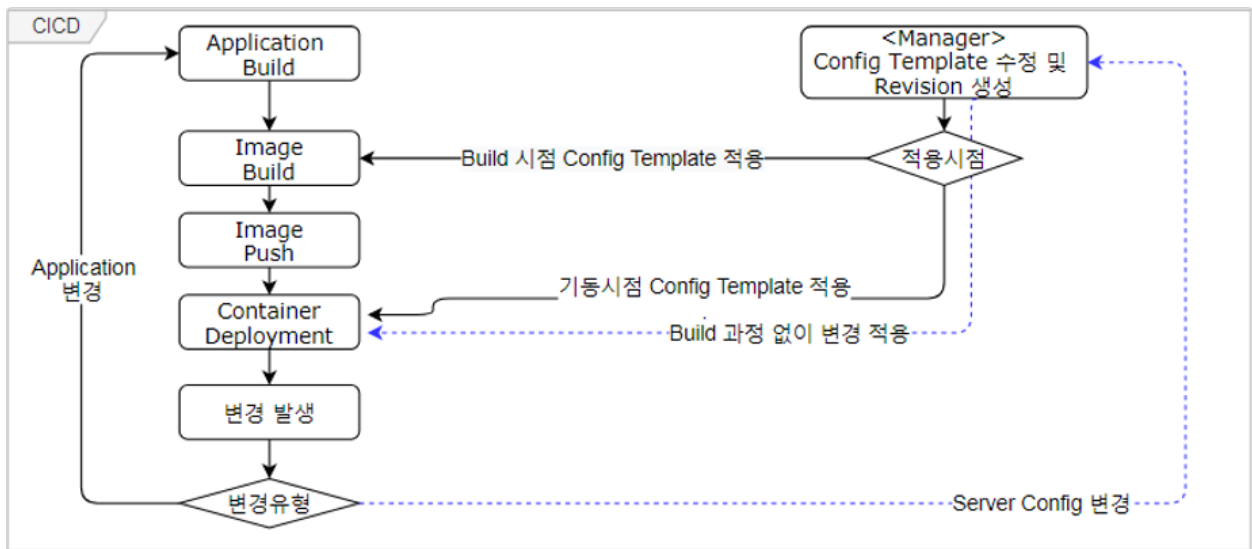 CICD
Application
Build
<Manager>
Config Template 수정 및
Revision 생성
Image
Build
Build 시점 Config Template 적용
적용시점
Image
Push
Application
변경
기동시점 Config Template 적용
Container
Deployment
Build 과정 없이 변경 적용
변경 발생
변경유형
Server Config 변경